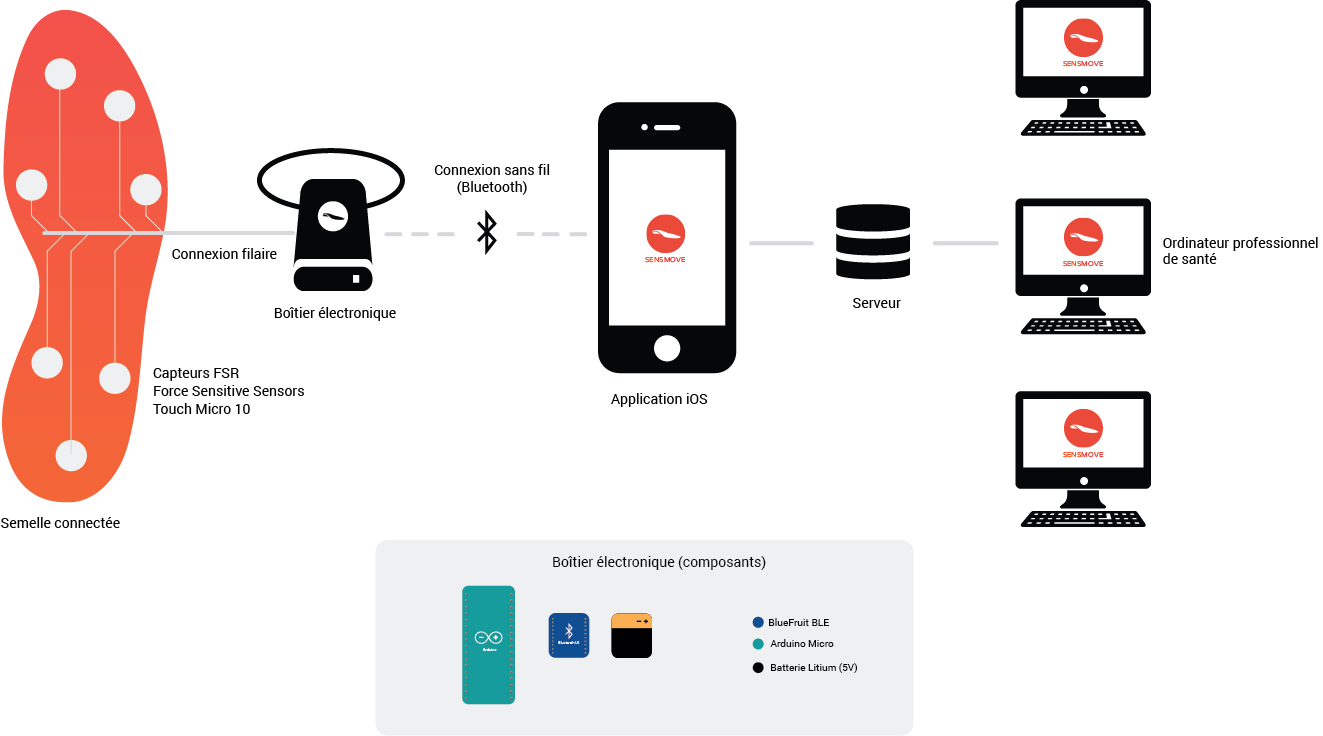 SENSMOVE
Connexion sans fil
(Bluetooth)
Connexion filaire
Boîtier électronique
SENSMOVE
Application iOS
Serveur
SENSMOVE
Ordinateur professionnel
de santé
Capteurs FSR
Force Sensitive Sensors
Touch Micro 10
SENSMOVE
Semelle connectée
Boîtier électronique (composants)
Arduino
BlueFruit BLE
Arduino Micro
Batterie Litium (5V)